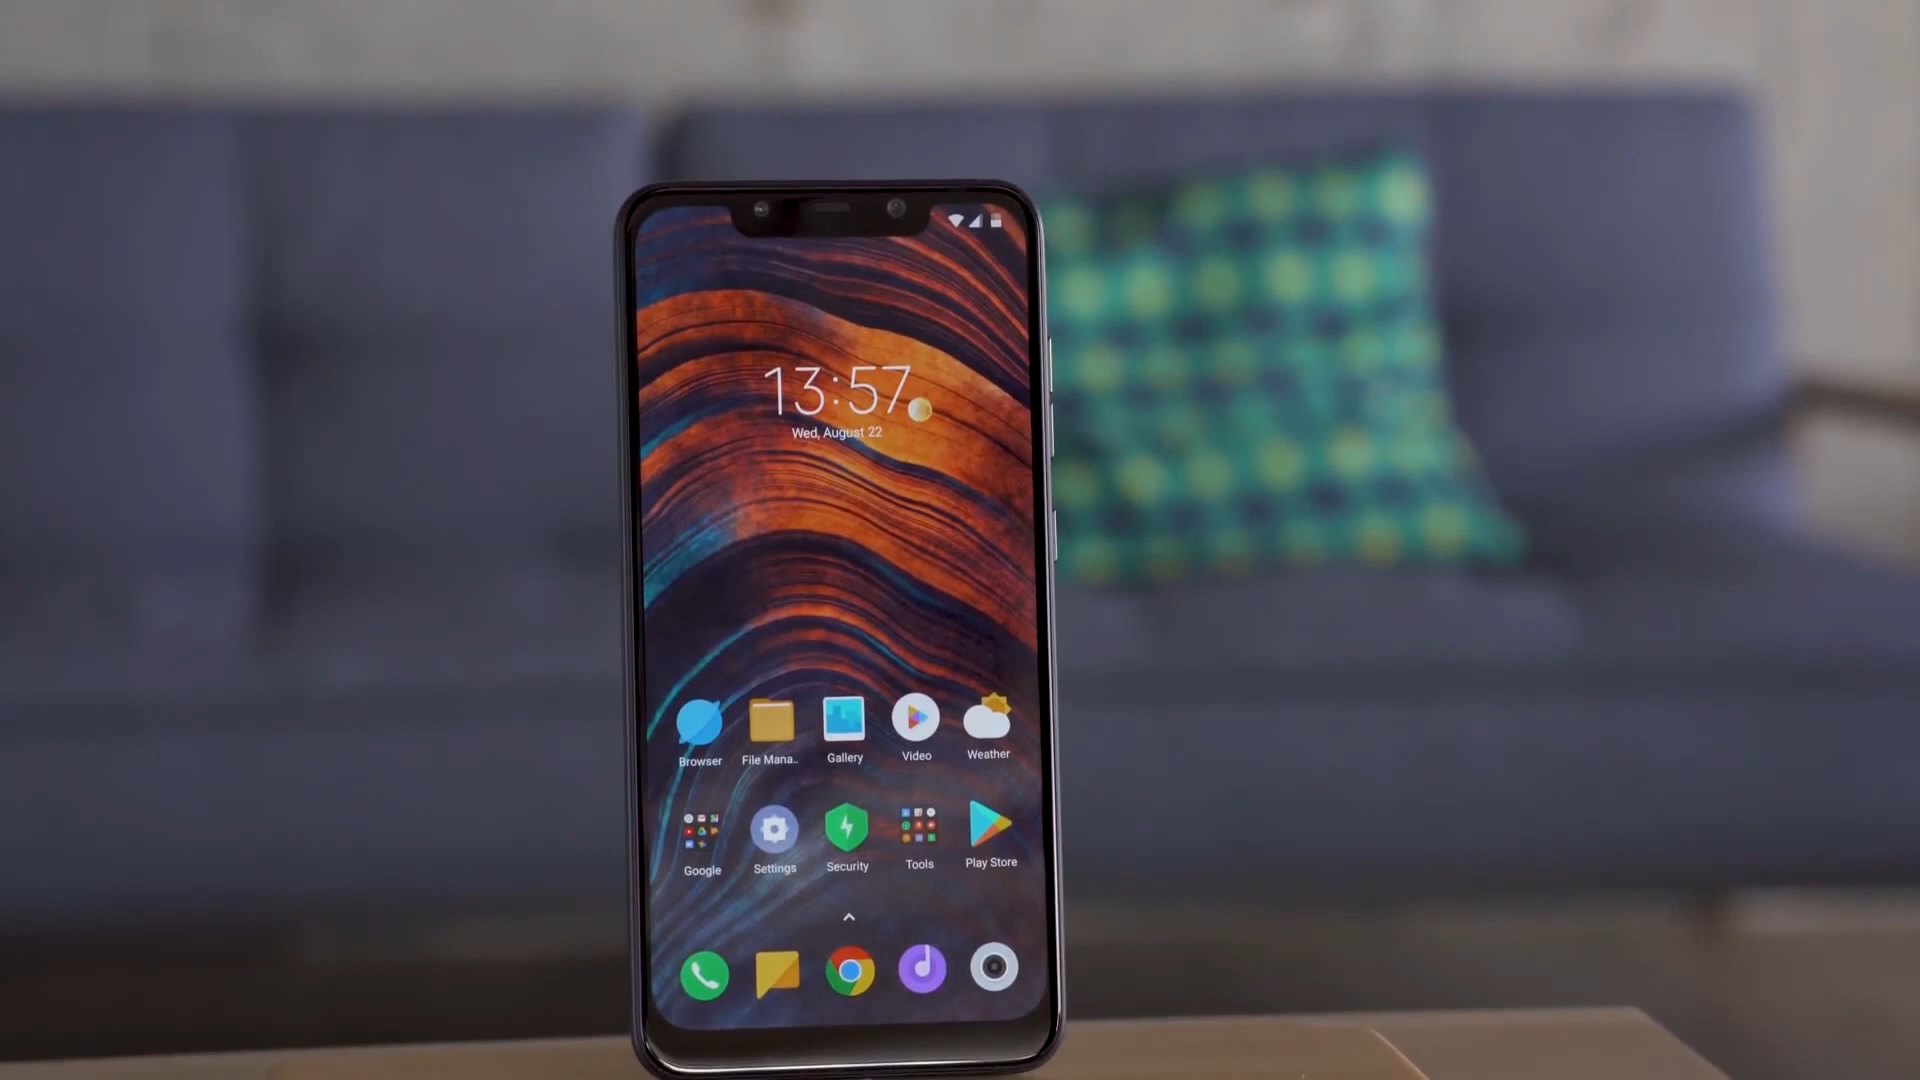 13:57
Wed, August 22
Browser
File Mana..
Gallery
Video
Weather
Google
Settings
Security
Tools
Play Store